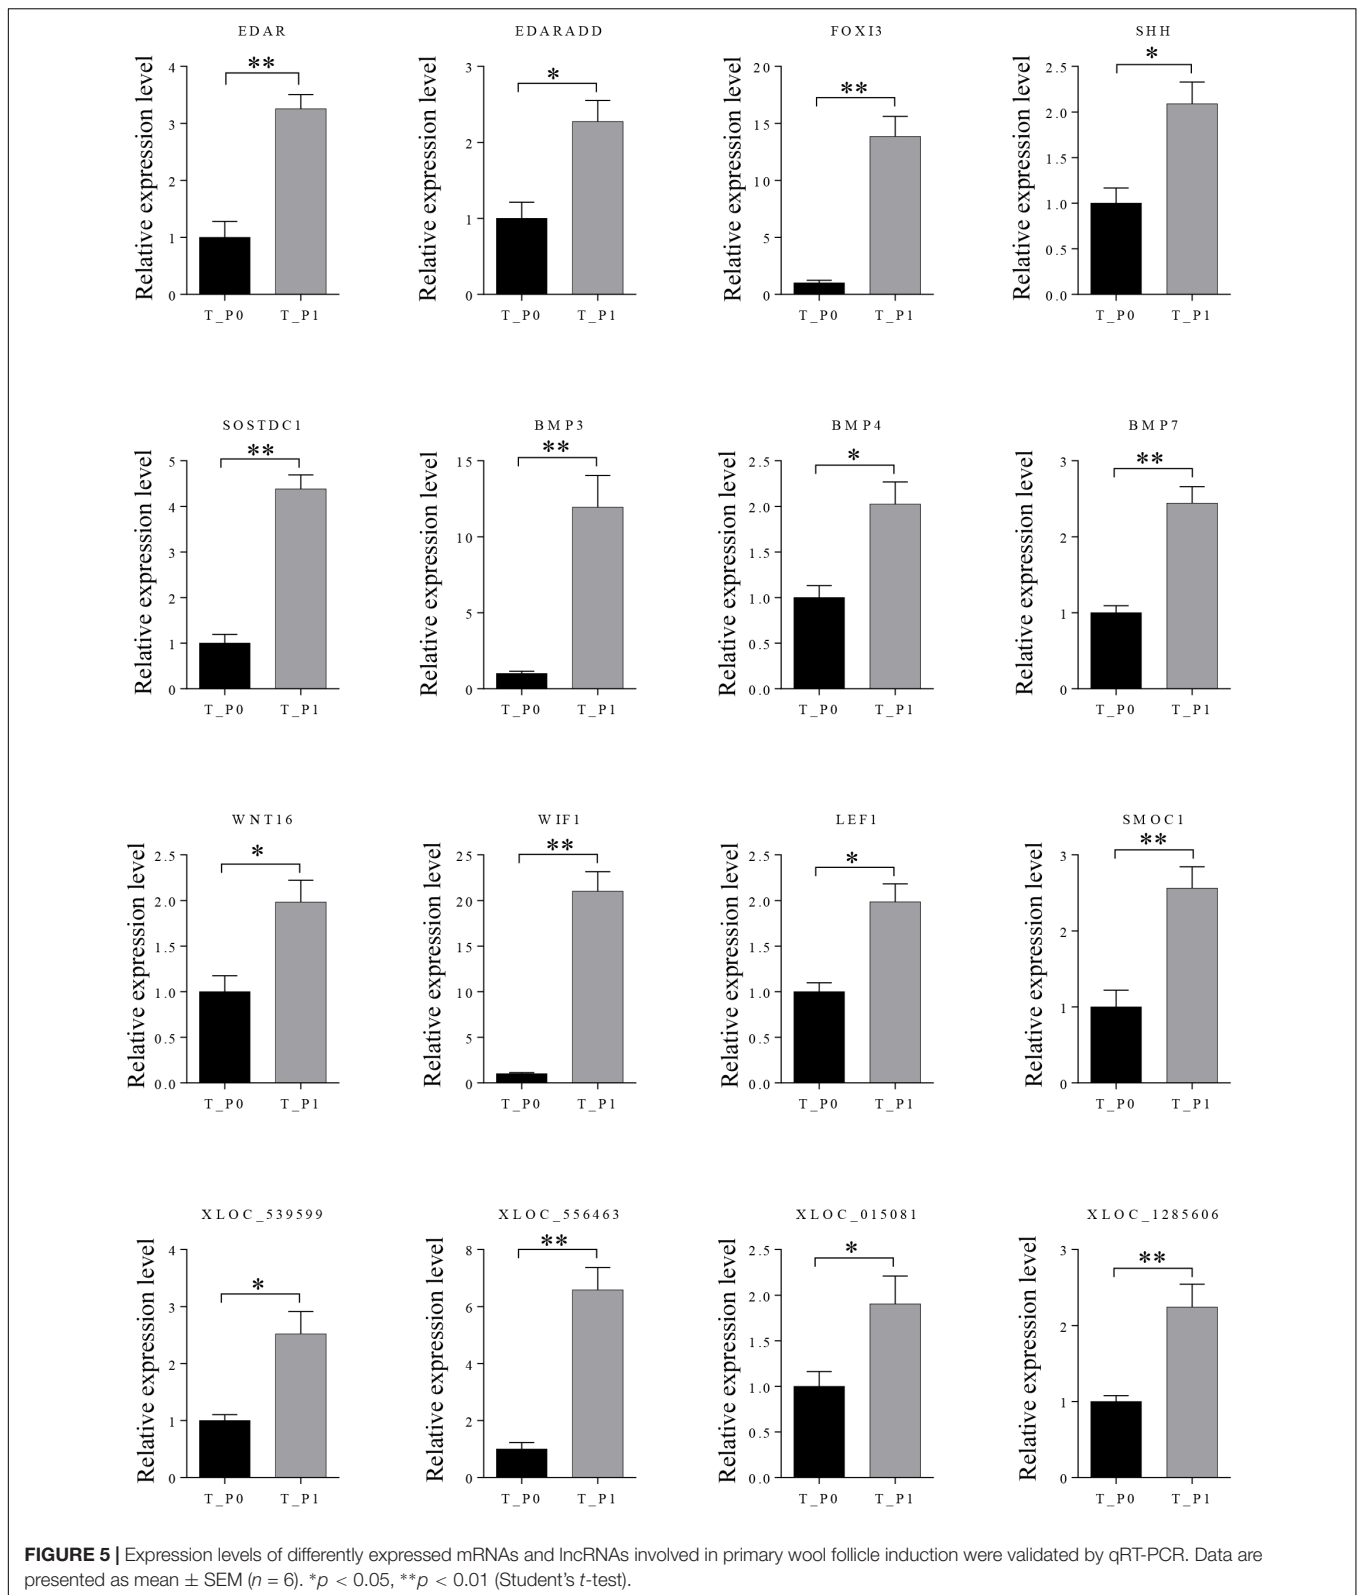 EDAR EDARADD FOXI3 SHH
** * ** *
Relative expression level
4
3
2
1
0
T_P0 T_P1
Relative expression level
3
2
1
0
T_P0 T_P1
Relative expression level
20
15
10
5
0
T_P0 T_P1
Relative expression level
2.5
2.0
1.5
1.0
0.5
0.0
T_P0 T_P1
SOSTDC1 BMP3 BMP4 BMP7
** ** * **
Relative expression level
5
4
3
2
1
0
T_P0 T_P1
Relative expression level
15
10
5
0
T_P0 T_P1
Relative expression level
2.5
2.0
1.5
1.0
0.5
0.0
T_P0 T_P1
Relative expression level
3
2
1
0
T_P0 T_P1
WNT16 WIF1 LEF1 SMOC1
* ** * **
Relative expression level
2.5
2.0
1.5
1.0
0.5
0.0
T_P0 T_P1
Relative expression level
25
20
15
10
5
0
T_P0 T_P1
Relative expression level
2.5
2.0
1.5
1.0
0.5
0.0
T_P0 T_P1
Relative expression level
3
2
1
0
T_P0 T_P1
XLOC_539599 XLOC_556463 XLOC_015081 XLOC_1285606
* ** * **
Relative expression level
4
3
2
1
0
T_P0 T_P1
Relative expression level
8
6
4
2
0
T_P0 T_P1
Relative expression level
2.5
2.0
1.5
1.0
0.5
0.0
T_P0 T_P1
Relative expression level
3
2
1
0
T_P0 T_P1
FIGURE 5 | Expression levels of differently expressed mRNAs and lncRNAs involved in primary wool follicle induction were validated by qRT-PCR. Data are
presented as mean ± SEM (n = 6). *p < 0.05, **p < 0.01 (Student's t-test).